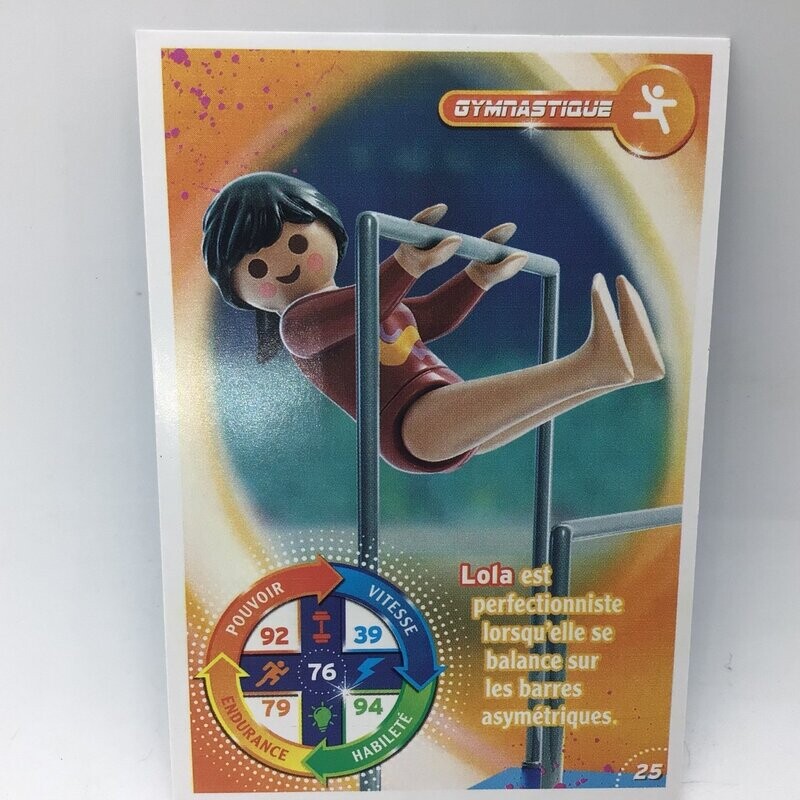 GYMNASTIQUE
Lola est
perfectionniste
lorsqu'elle se
balance sur
les barres
asymétriques.
POUVOIR
VITESSE
92
39
76
79
94
ENDURANCE
HABILETÉ
25